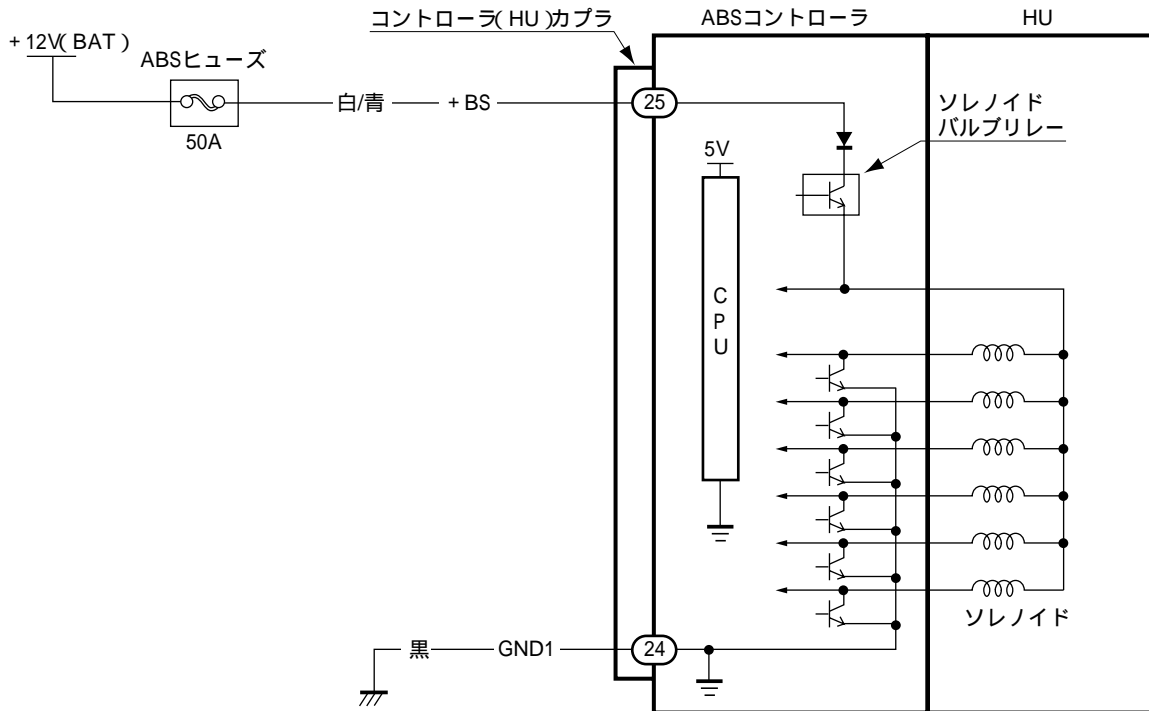 コントローラ(HU)カプラ
ABSコントローラ
HU
+12V(BAT)
ABSヒューズ
50A
白/青
+BS
25
ソレノイド
バルブリレー
5V
CPU
ソレノイド
黒
GND1
24